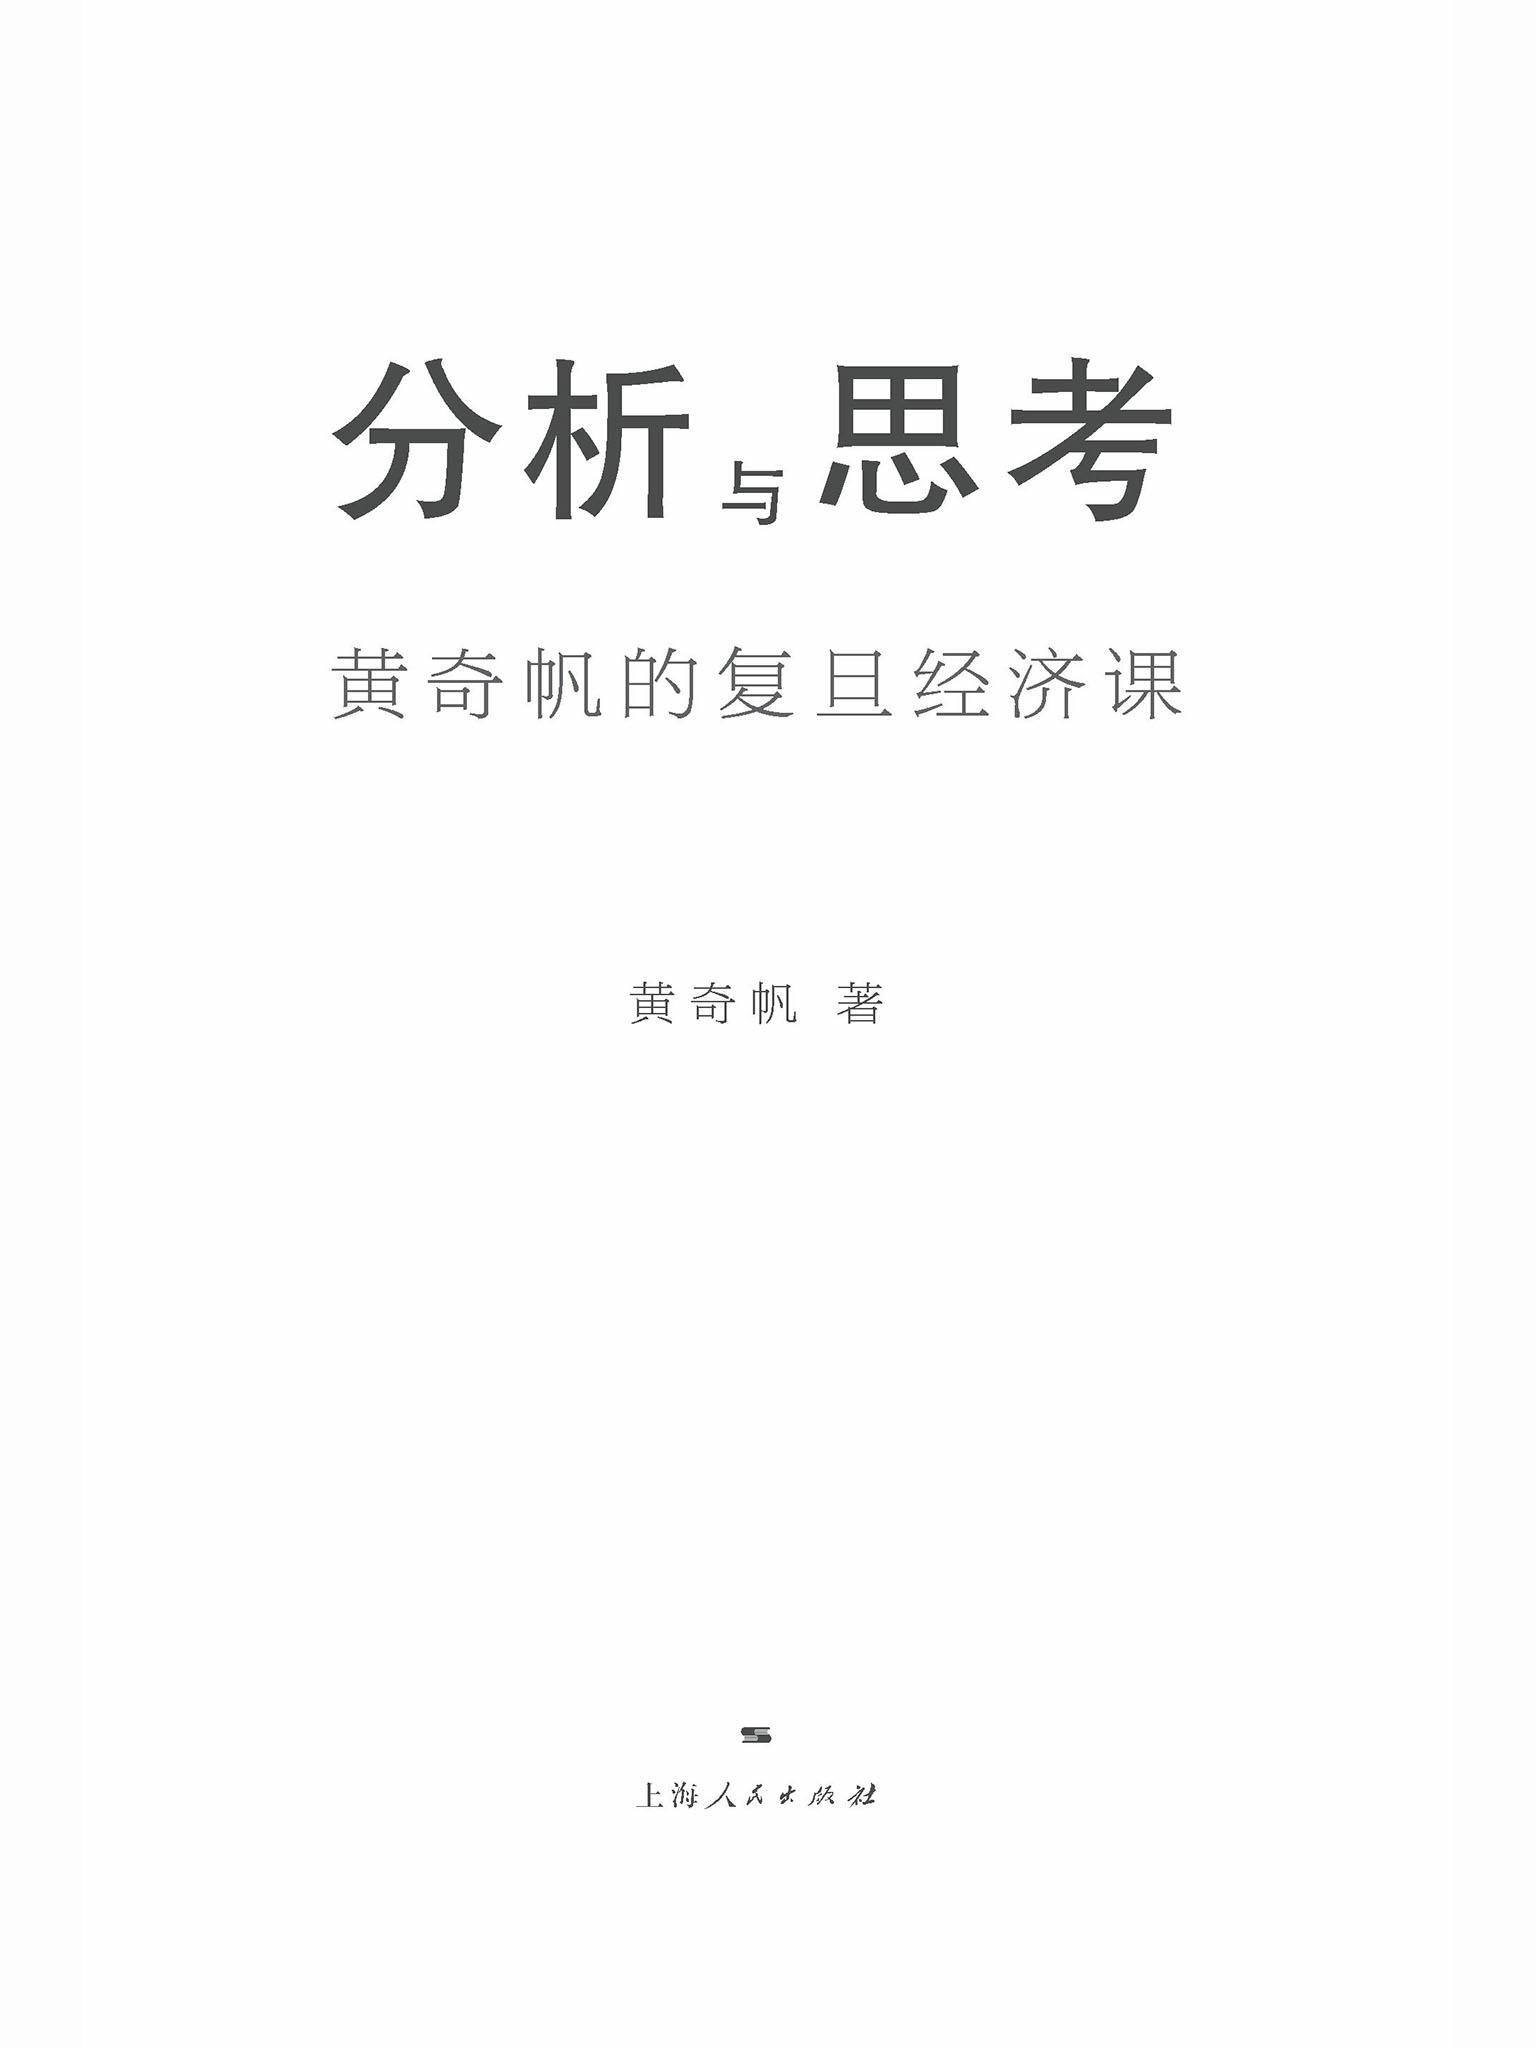 分析与思考
黄奇帆的复旦经济课
黄奇帆 著
上海人民出版社